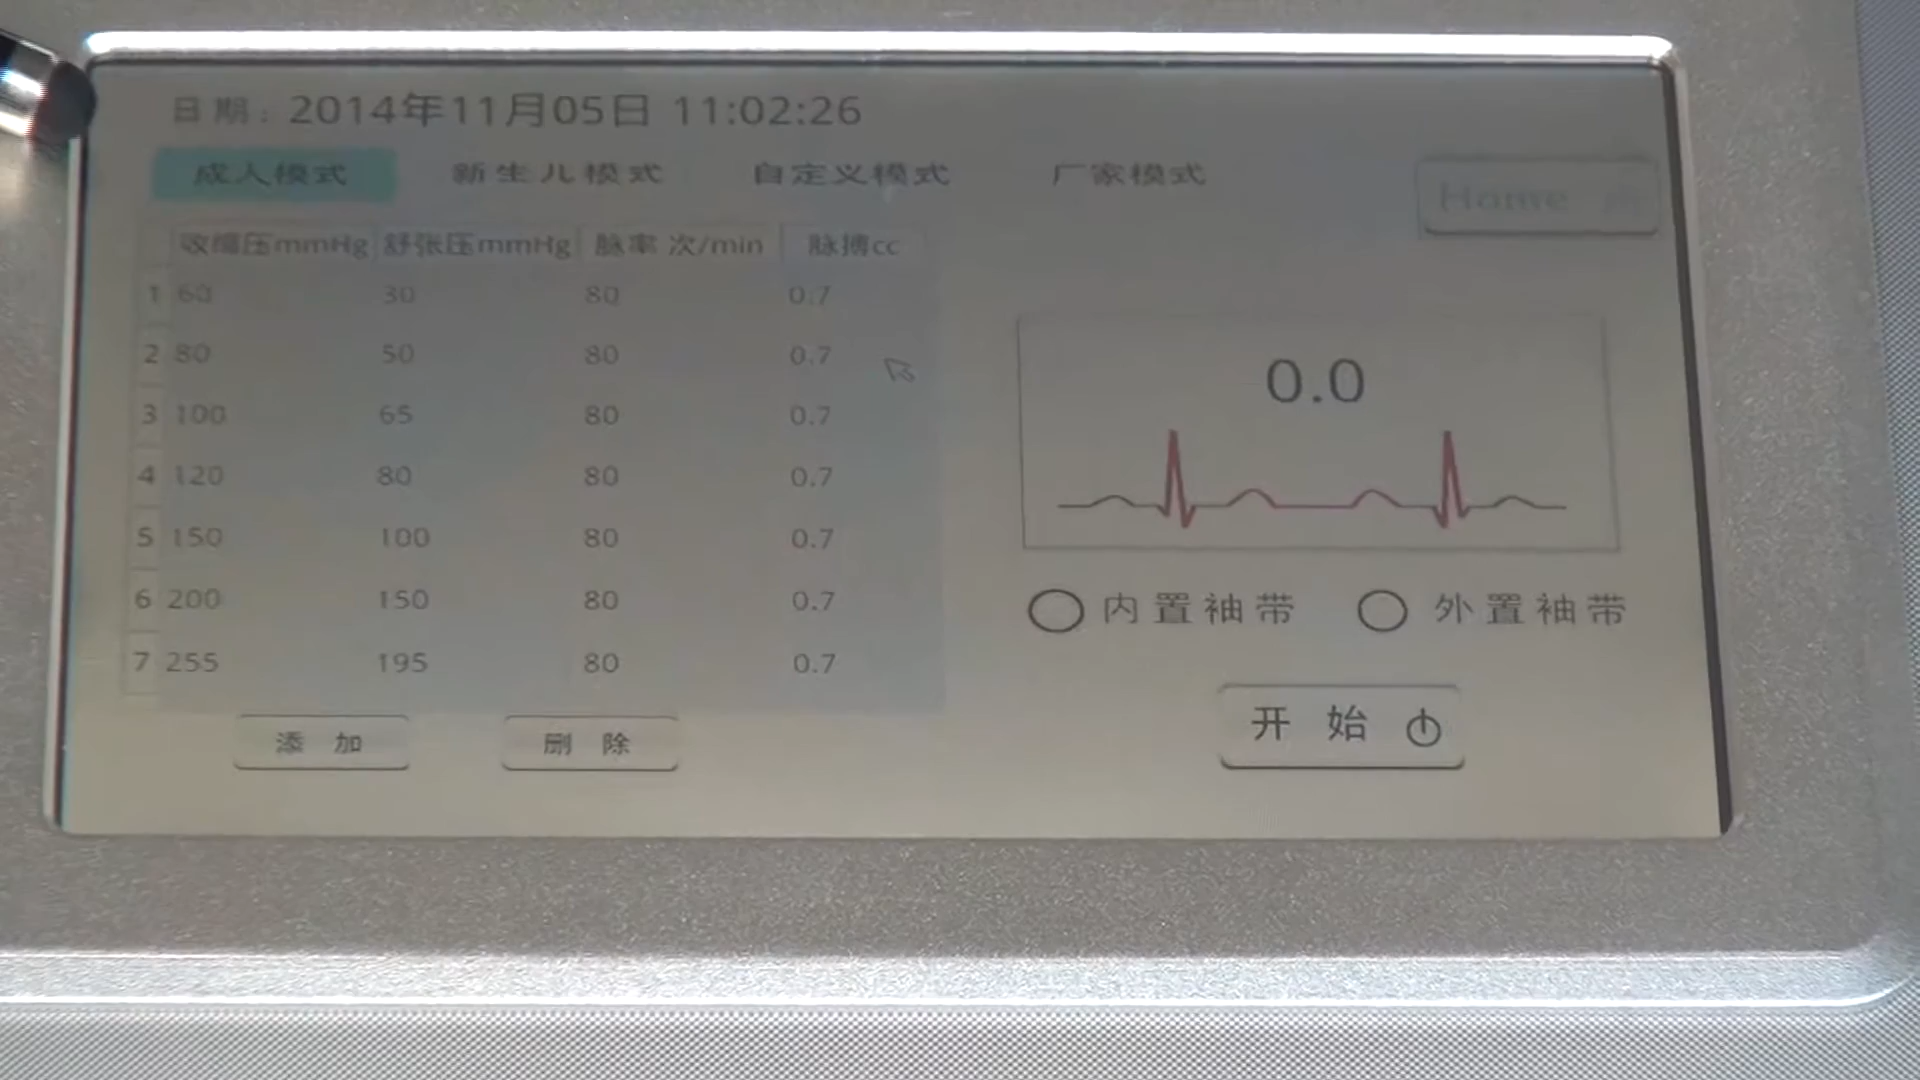 日期: 2014年11月05日 11:02:26
成人模式 新生儿模式 自定义模式 厂家模式
Home
收缩压mmHg 舒张压mmHg 脉率 次/min 脉搏cc
1 60 30 80 0.7
2 80 50 80 0.7
3 100 65 80 0.7
4 120 80 80 0.7
5 150 100 80 0.7
6 200 150 80 0.7
7 255 195 80 0.7
添 加 删 除
0.0
内置袖带 外置袖带
开 始